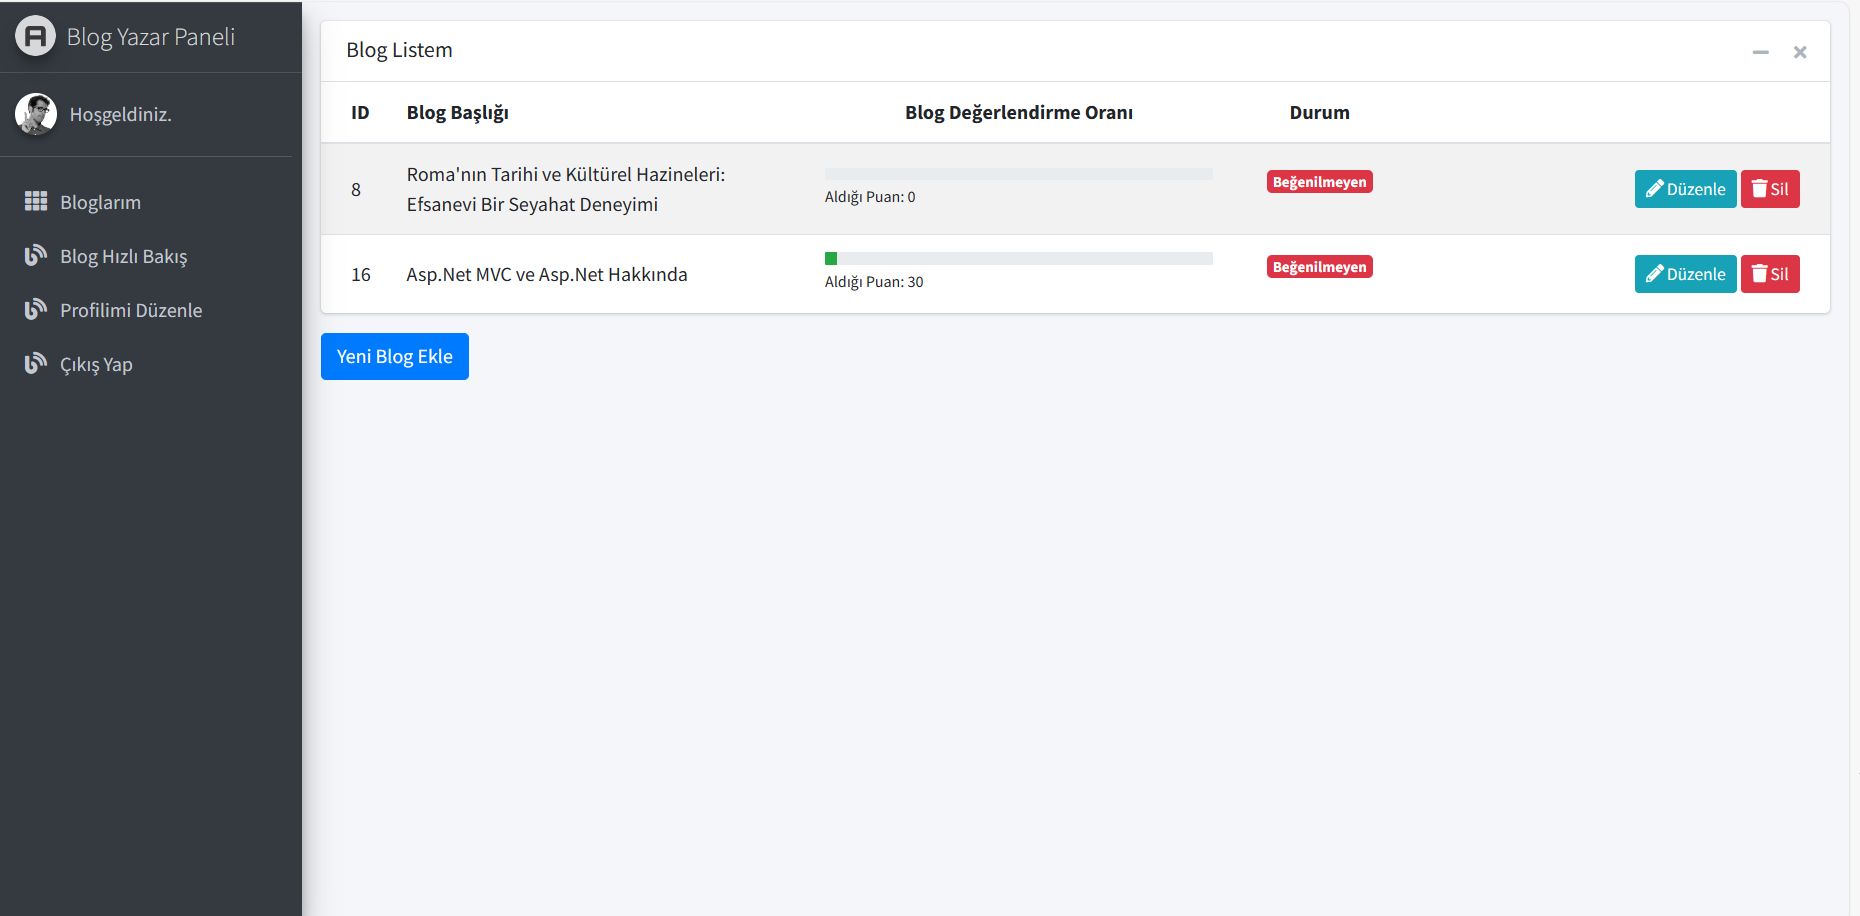 Blog Yazar Paneli
Hoşgeldiniz.
Bloglarım
Blog Hızlı Bakış
Profilimi Düzenle
Çıkış Yap
Blog Listem
ID Blog Başlığı Blog Değerlendirme Oranı Durum
8 Roma'nın Tarihi ve Kültürel Hazineleri:
Efsanevi Bir Seyahat Deneyimi
Aldığı Puan: 0
Beğenilmeyen
Düzenle Sil
16 Asp.Net MVC ve Asp.Net Hakkında
Aldığı Puan: 30
Beğenilmeyen
Düzenle Sil
Yeni Blog Ekle